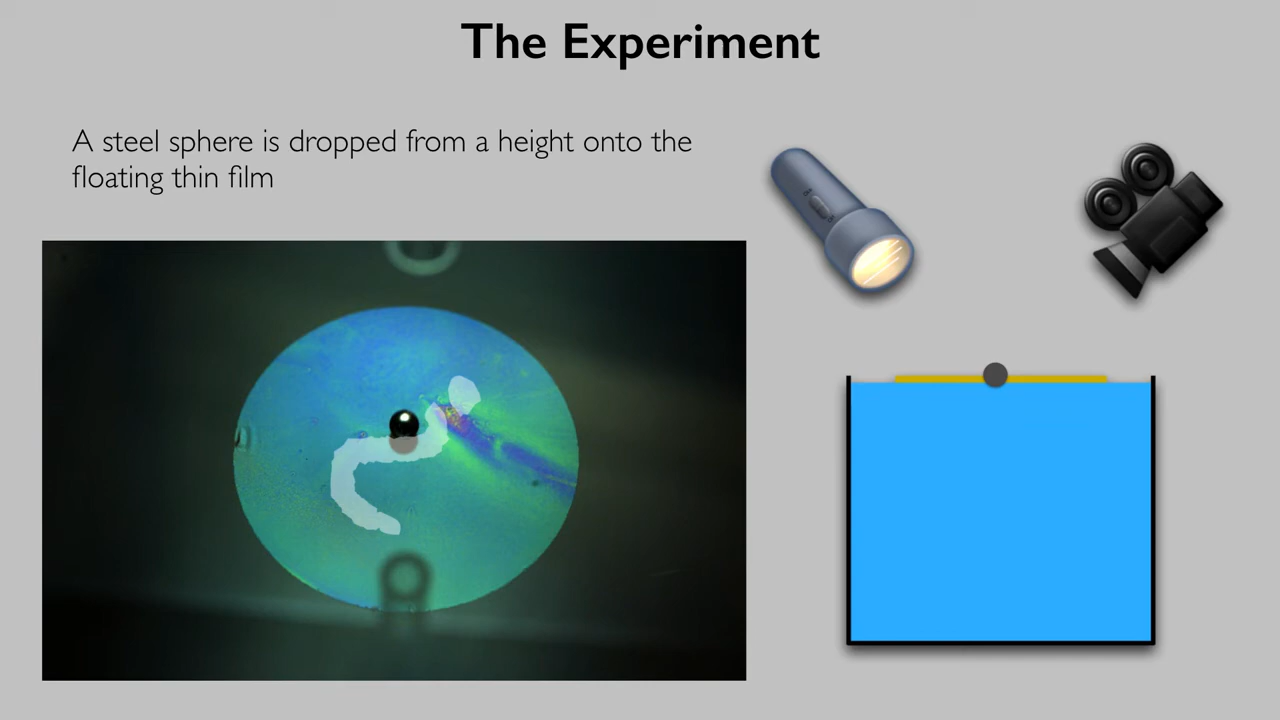 The Experiment
A steel sphere is dropped from a height onto the
floating thin film